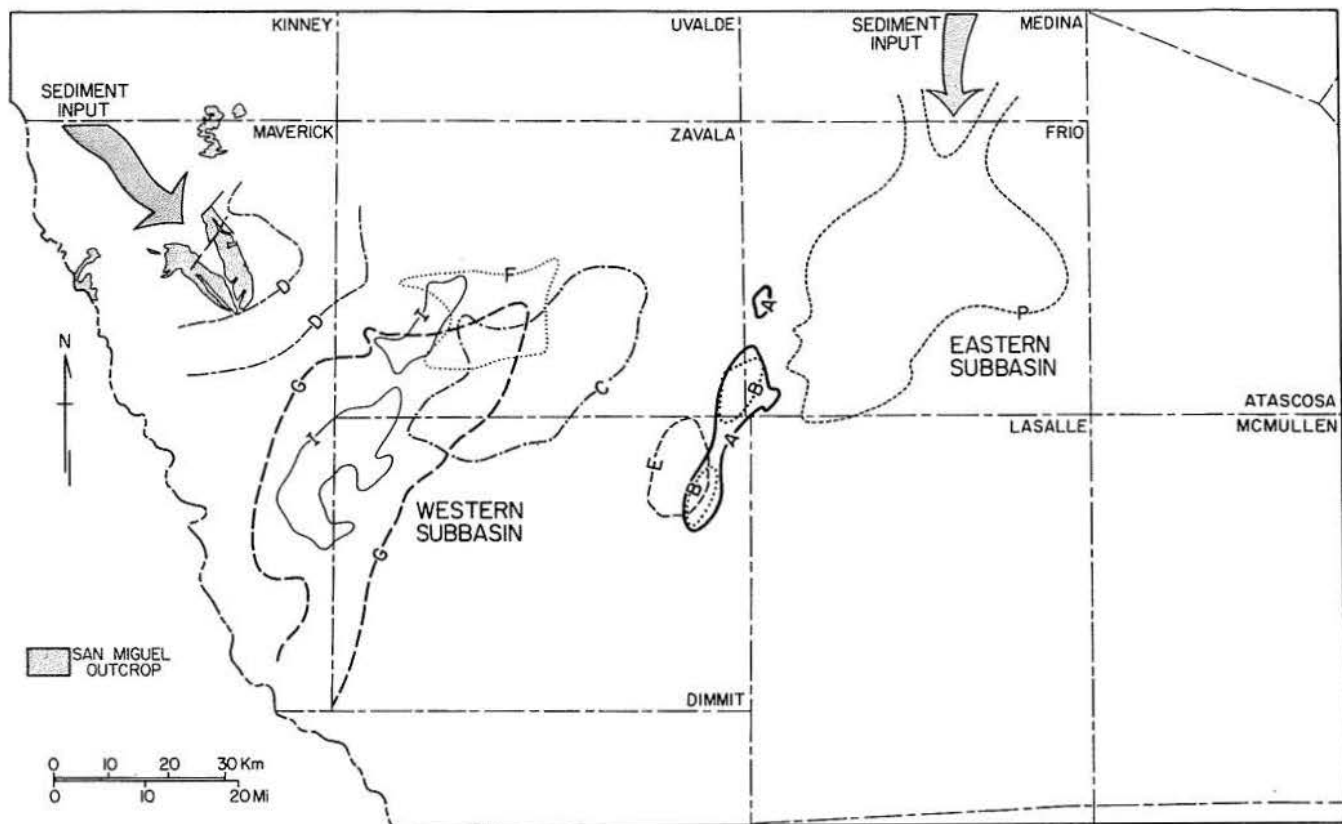 KINNEY
UVALDE
SEDIMENT
INPUT
MEDINA
SEDIMENT
INPUT
MAVERICK
ZAVALA
FRIO
D
D
F
I
A
P
N
G
C
B
EASTERN
SUBBASIN
ATASCOSA
LASALLE
MCMULLEN
I
E
A
B
WESTERN
SUBBASIN
G
SAN MIGUEL
OUTCROP
DIMMIT
0 10 20 30 Km
0 10 20 Mi